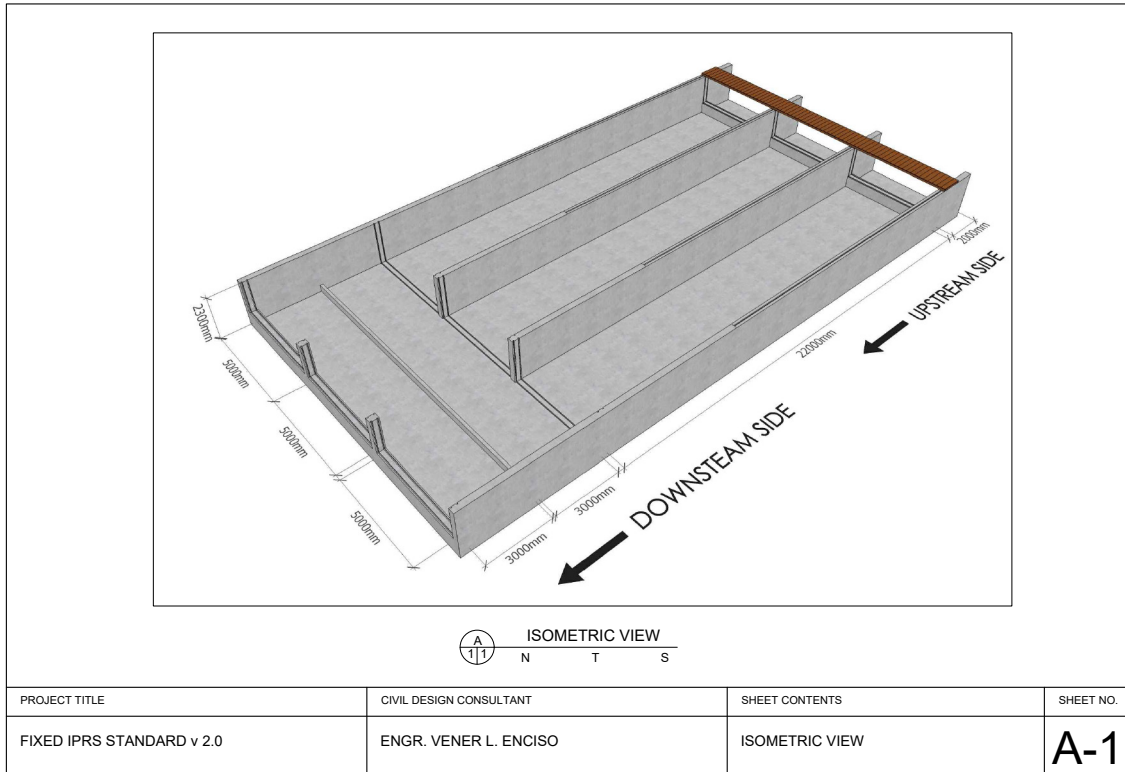 2000mm
UPSTREAM SIDE
22000mm
DOWNSTEAM SIDE
2300mm
5000mm
5000mm
5000mm
3000mm
3000mm
A
1 1
ISOMETRIC VIEW
N T S
PROJECT TITLE
FIXED IPRS STANDARD v 2.0
CIVIL DESIGN CONSULTANT
ENGR. VENER L. ENCISO
SHEET CONTENTS
ISOMETRIC VIEW
SHEET NO.
A-1